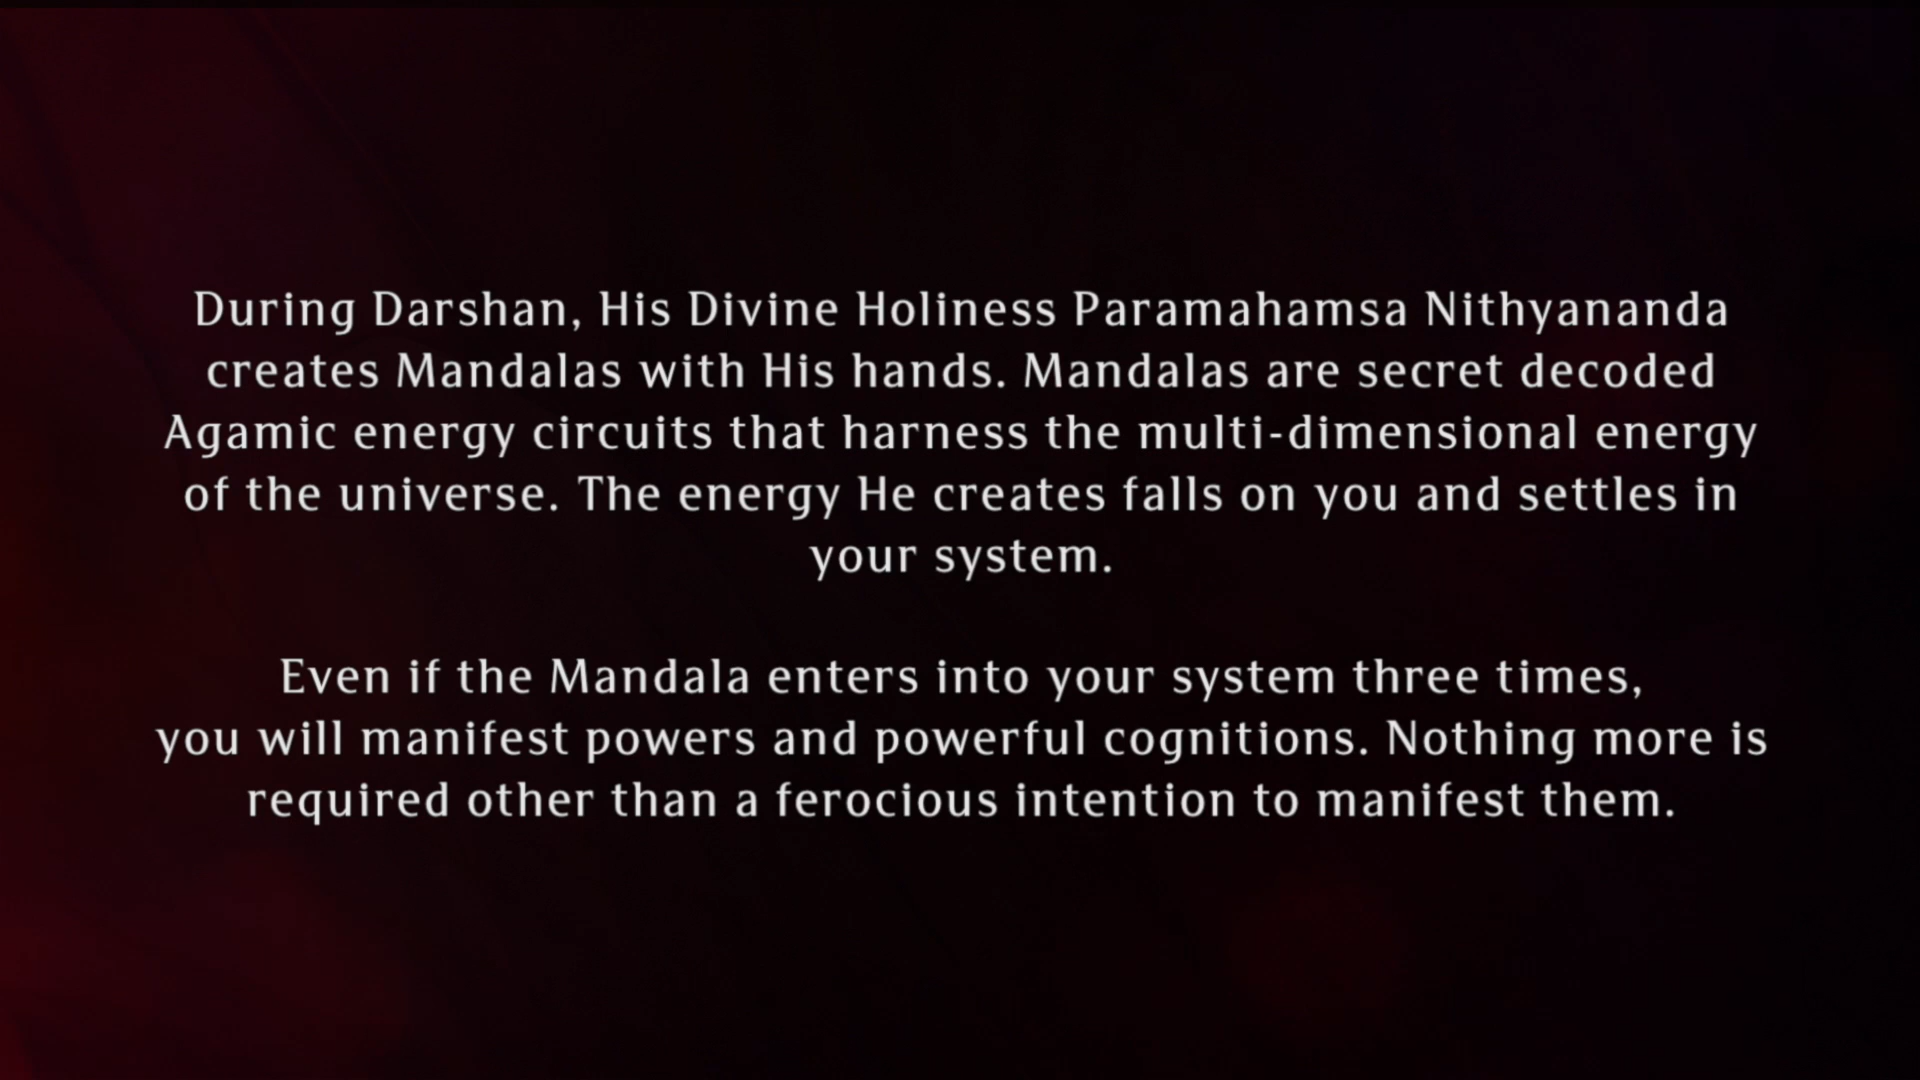 During Darshan, His Divine Holiness Paramahamsa Nithyananda
creates Mandalas with His hands. Mandalas are secret decoded
Agamic energy circuits that harness the multi-dimensional energy
of the universe. The energy He creates falls on you and settles in
your system.
Even if the Mandala enters into your system three times,
you will manifest powers and powerful cognitions. Nothing more is
required other than a ferocious intention to manifest them.